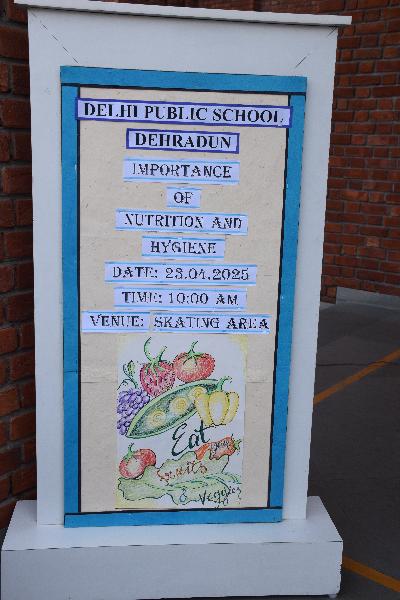 DELHI PUBLIC SCHOOL
DEHRADUN
IMPORTANCE
OF
NUTRITION AND
HYGIENE
DATE: 23.04.2025
TIME: 10:00 AM
VENUE: SKATING AREA
Eat
your
Fruits
& Veggies